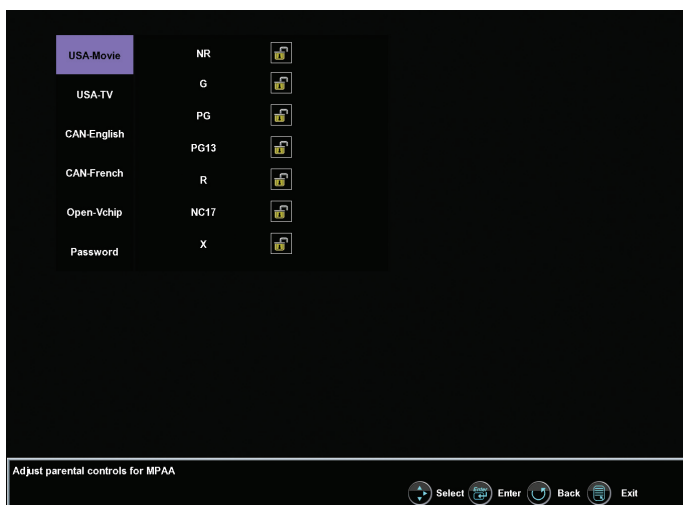 USA-Movie
USA-TV
CAN-English
CAN-French
Open-Vchip
Password
NR
G
PG
PG13
R
NC17
X
Adjust parental controls for MPAA
Select Enter Enter Back Exit